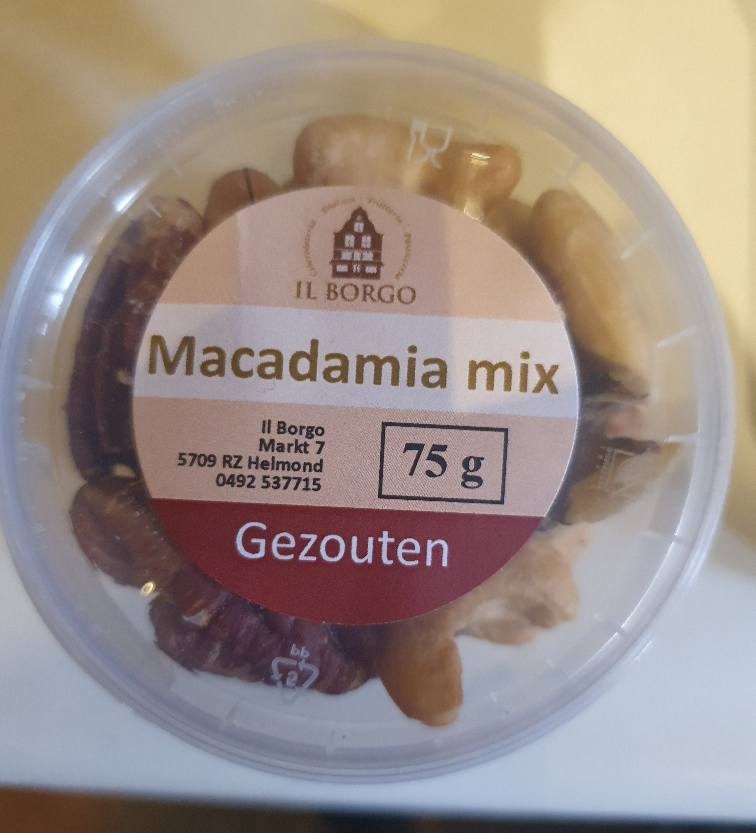 IL BORGO
Macadamia mix
Il Borgo
Markt 7
5709 RZ Helmond
0492 537715
75 g
Gezouten